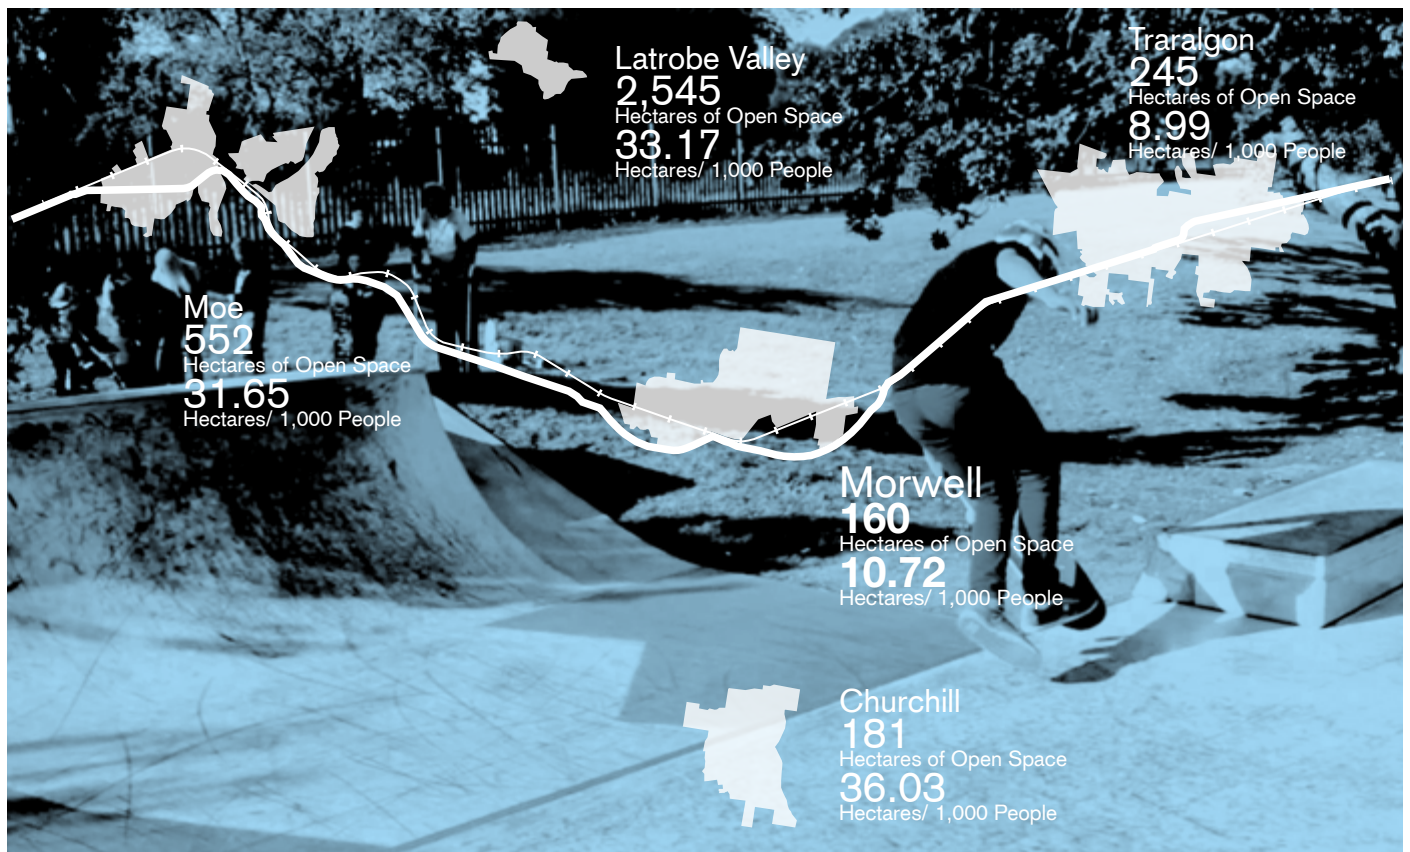 Latrobe Valley
2,545
Hectares of Open Space
33.17
Hectares/ 1,000 People
Traralgon
245
Hectares of Open Space
8.99
Hectares/ 1,000 People
Moe
552
Hectares of Open Space
31.65
Hectares/ 1,000 People
Morwell
160
Hectares of Open Space
10.72
Hectares/ 1,000 People
Churchill
181
Hectares of Open Space
36.03
Hectares/ 1,000 People